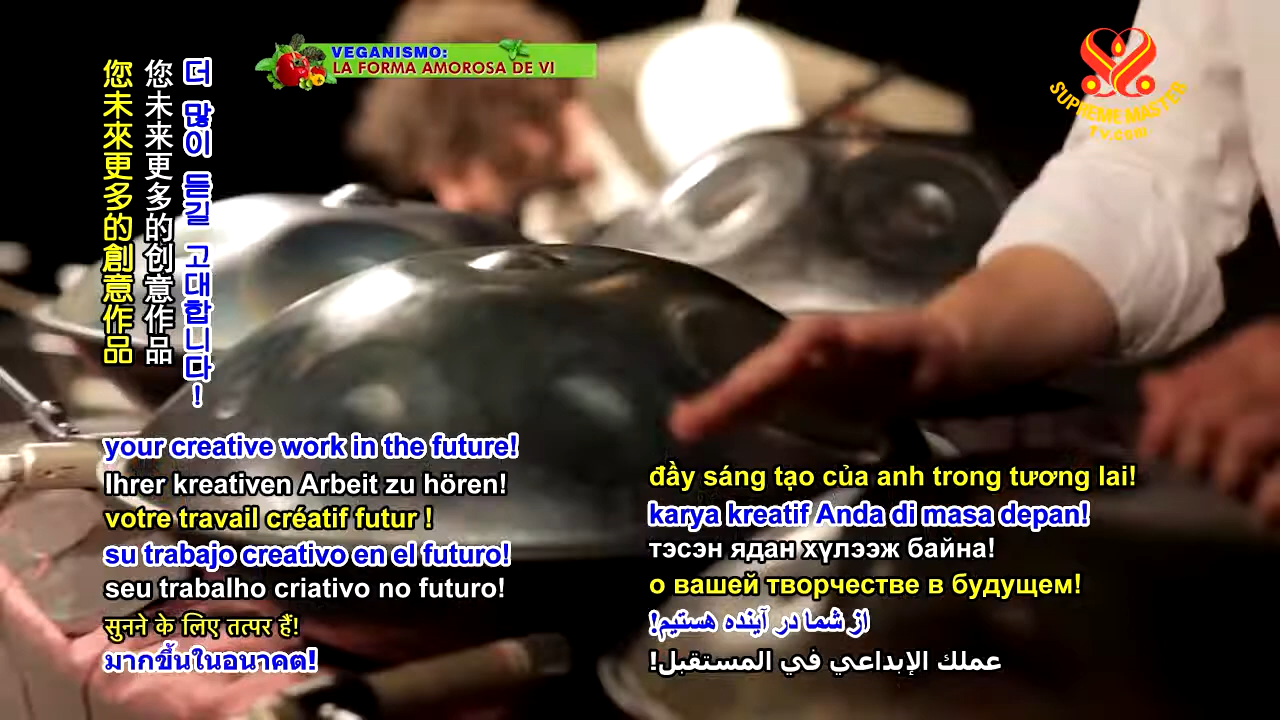 VEGANISMO:
LA FORMA AMOROSA DE VI
SUPREME MASTER
TV.com
더 많이 듣길 고대합니다!
您未来更多的创意作品
您未來更多的創意作品
your creative work in the future!
Ihrer kreativen Arbeit zu hören!
votre travail créatif futur !
su trabajo creativo en el futuro!
seu trabalho criativo no futuro!
सुनने के लिए तत्पर हैं!
มากขึ้นในอนาคต!
đầy sáng tạo của anh trong tương lai!
karya kreatif Anda di masa depan!
тэсэн ядан хүлээж байна!
о вашей творчестве в будущем!
از شما در آینده هستیم!
عملك الإبداعي في المستقبل!